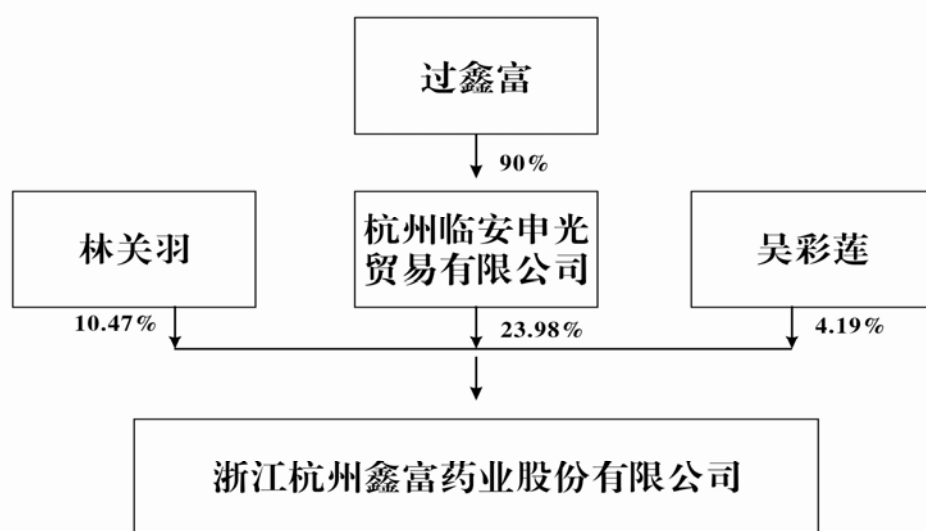 过鑫富
90%
林关羽
杭州临安申光
贸易有限公司
吴彩莲
10.47%
23.98%
4.19%
浙江杭州鑫富药业股份有限公司